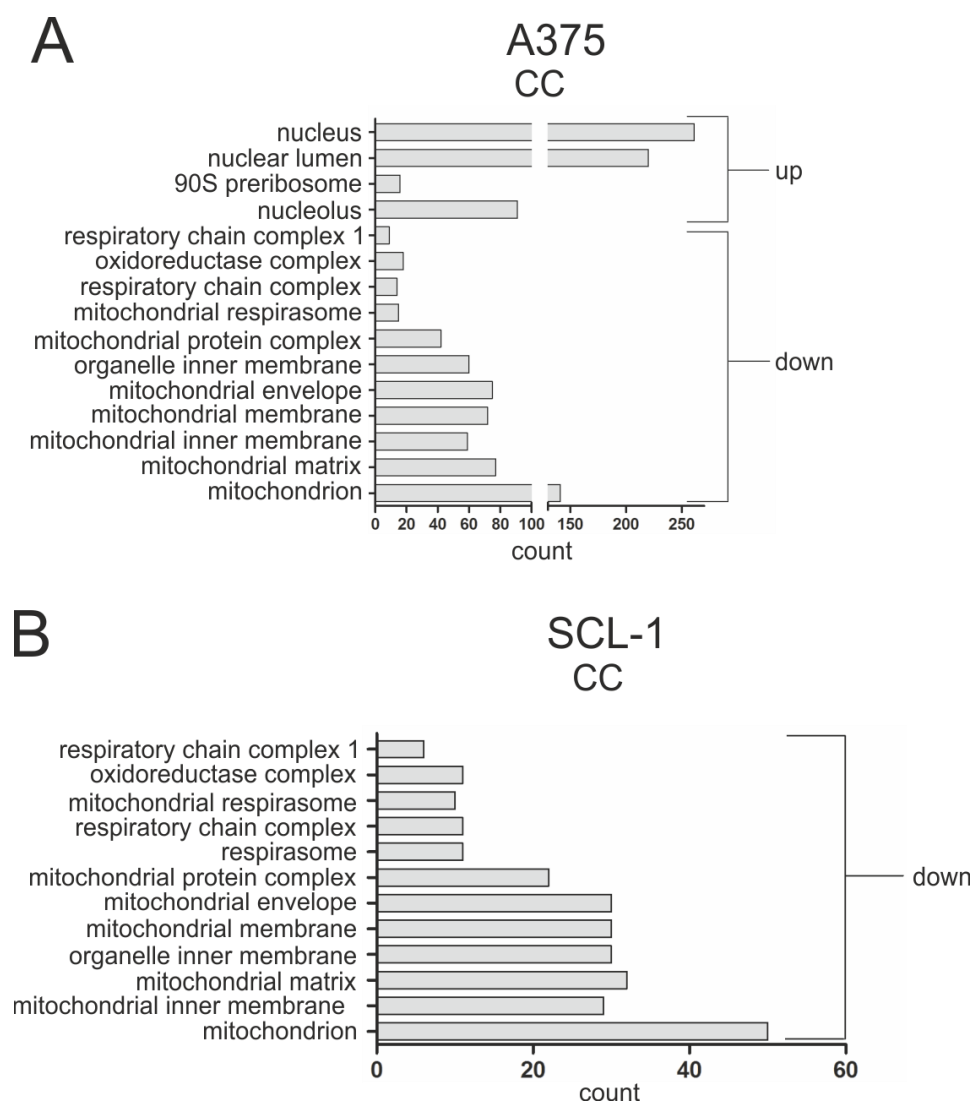 A
A375
CC
nucleus
nuclear lumen
90S preribosome
nucleolus
up
respiratory chain complex 1
oxidoreductase complex
respiratory chain complex
mitochondrial respirasome
mitochondrial protein complex
organelle inner membrane
down
mitochondrial envelope
mitochondrial membrane
mitochondrial inner membrane
mitochondrial matrix
mitochondrion
0 20 40 60 80 100 150 200 250
count
B
SCL-1
CC
respiratory chain complex 1
oxidoreductase complex
mitochondrial respirasome
respiratory chain complex
respirasome
mitochondrial protein complex
down
mitochondrial envelope
mitochondrial membrane
organelle inner membrane
mitochondrial matrix
mitochondrial inner membrane
mitochondrion
0 20 40 60
count